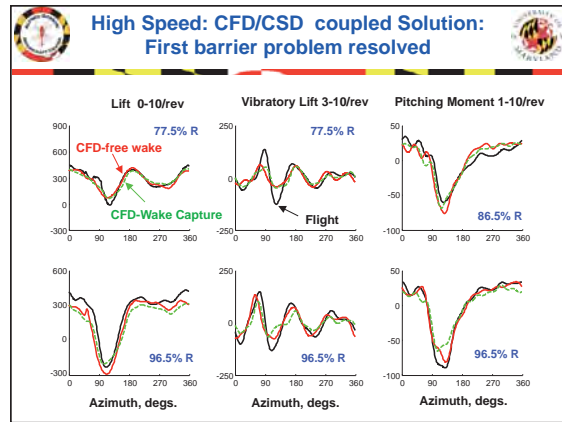 High Speed: CFD/CSD coupled Solution:
First barrier problem resolved
UNIVERSITY OF
MARYLAND
Lift 0-10/rev
Vibratory Lift 3-10/rev
Pitching Moment 1-10/rev
900
600
300
0
-300
77.5% R
CFD-free wake
CFD-Wake Capture
0 90 180 270 360
250
0
-250
77.5% R
Flight
0 90 180 270 360
50
0
-50
-100
86.5% R
0 90 180 270 360
600
300
0
-300
96.5% R
0 90 180 270 360
Azimuth, degs.
250
0
-250
96.5% R
0 90 180 270 360
Azimuth, degs.
50
0
-50
-100
96.5% R
0 90 180 270 360
Azimuth, degs.